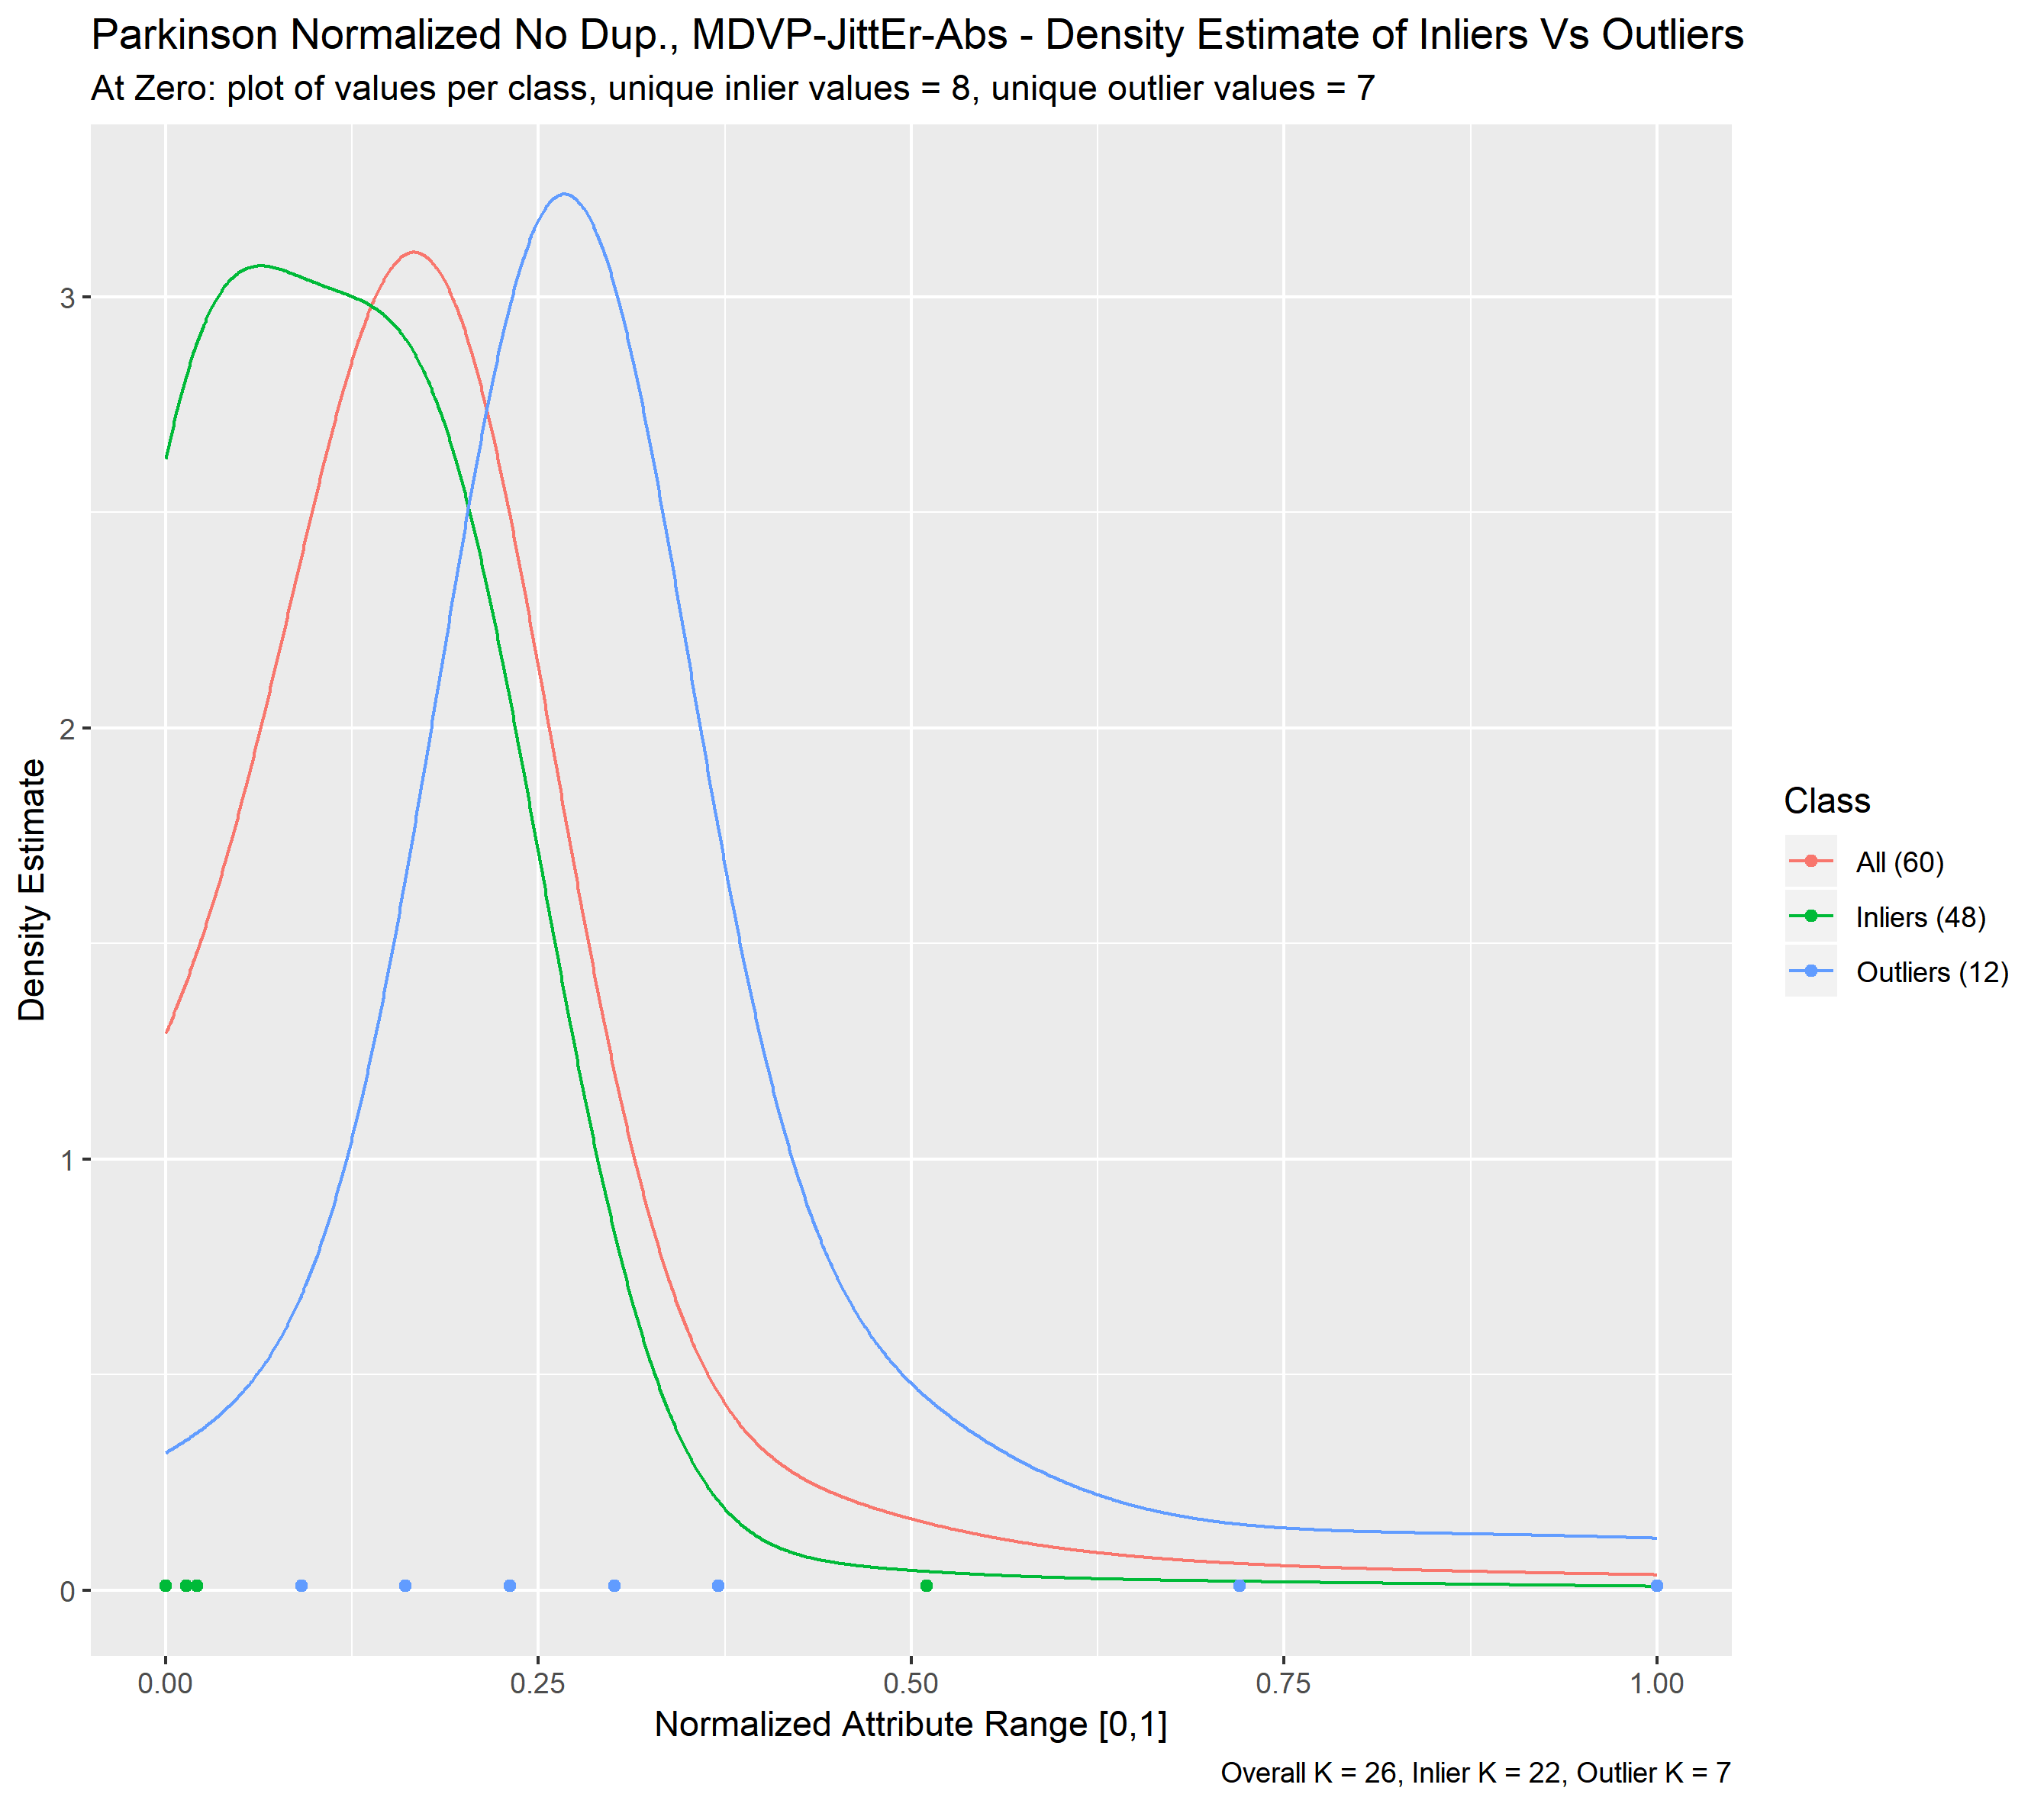 Parkinson Normalized No Dup., MDVP-JittEr-Abs - Density Estimate of Inliers Vs Outliers
At Zero: plot of values per class, unique inlier values = 8, unique outlier values = 7
Density Estimate
3
2
1
0
0.00 0.25 0.50 0.75 1.00
Normalized Attribute Range [0,1]
Class
All (60)
Inliers (48)
Outliers (12)
Overall K = 26, Inlier K = 22, Outlier K = 7